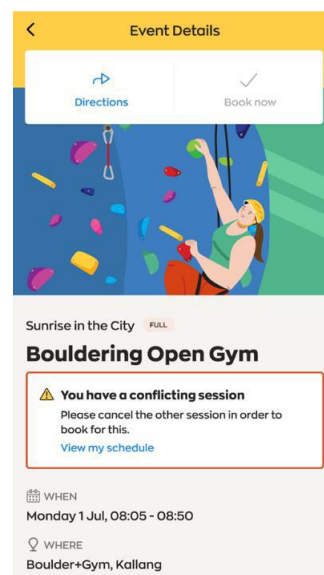 Event Details
Directions
Book now
Sunrise in the City FULL
Bouldering Open Gym
You have a conflicting session
Please cancel the other session in order to
book for this.
View my schedule
WHEN
Monday 1 Jul, 08:05 - 08:50
WHERE
Boulder+Gym, Kallang